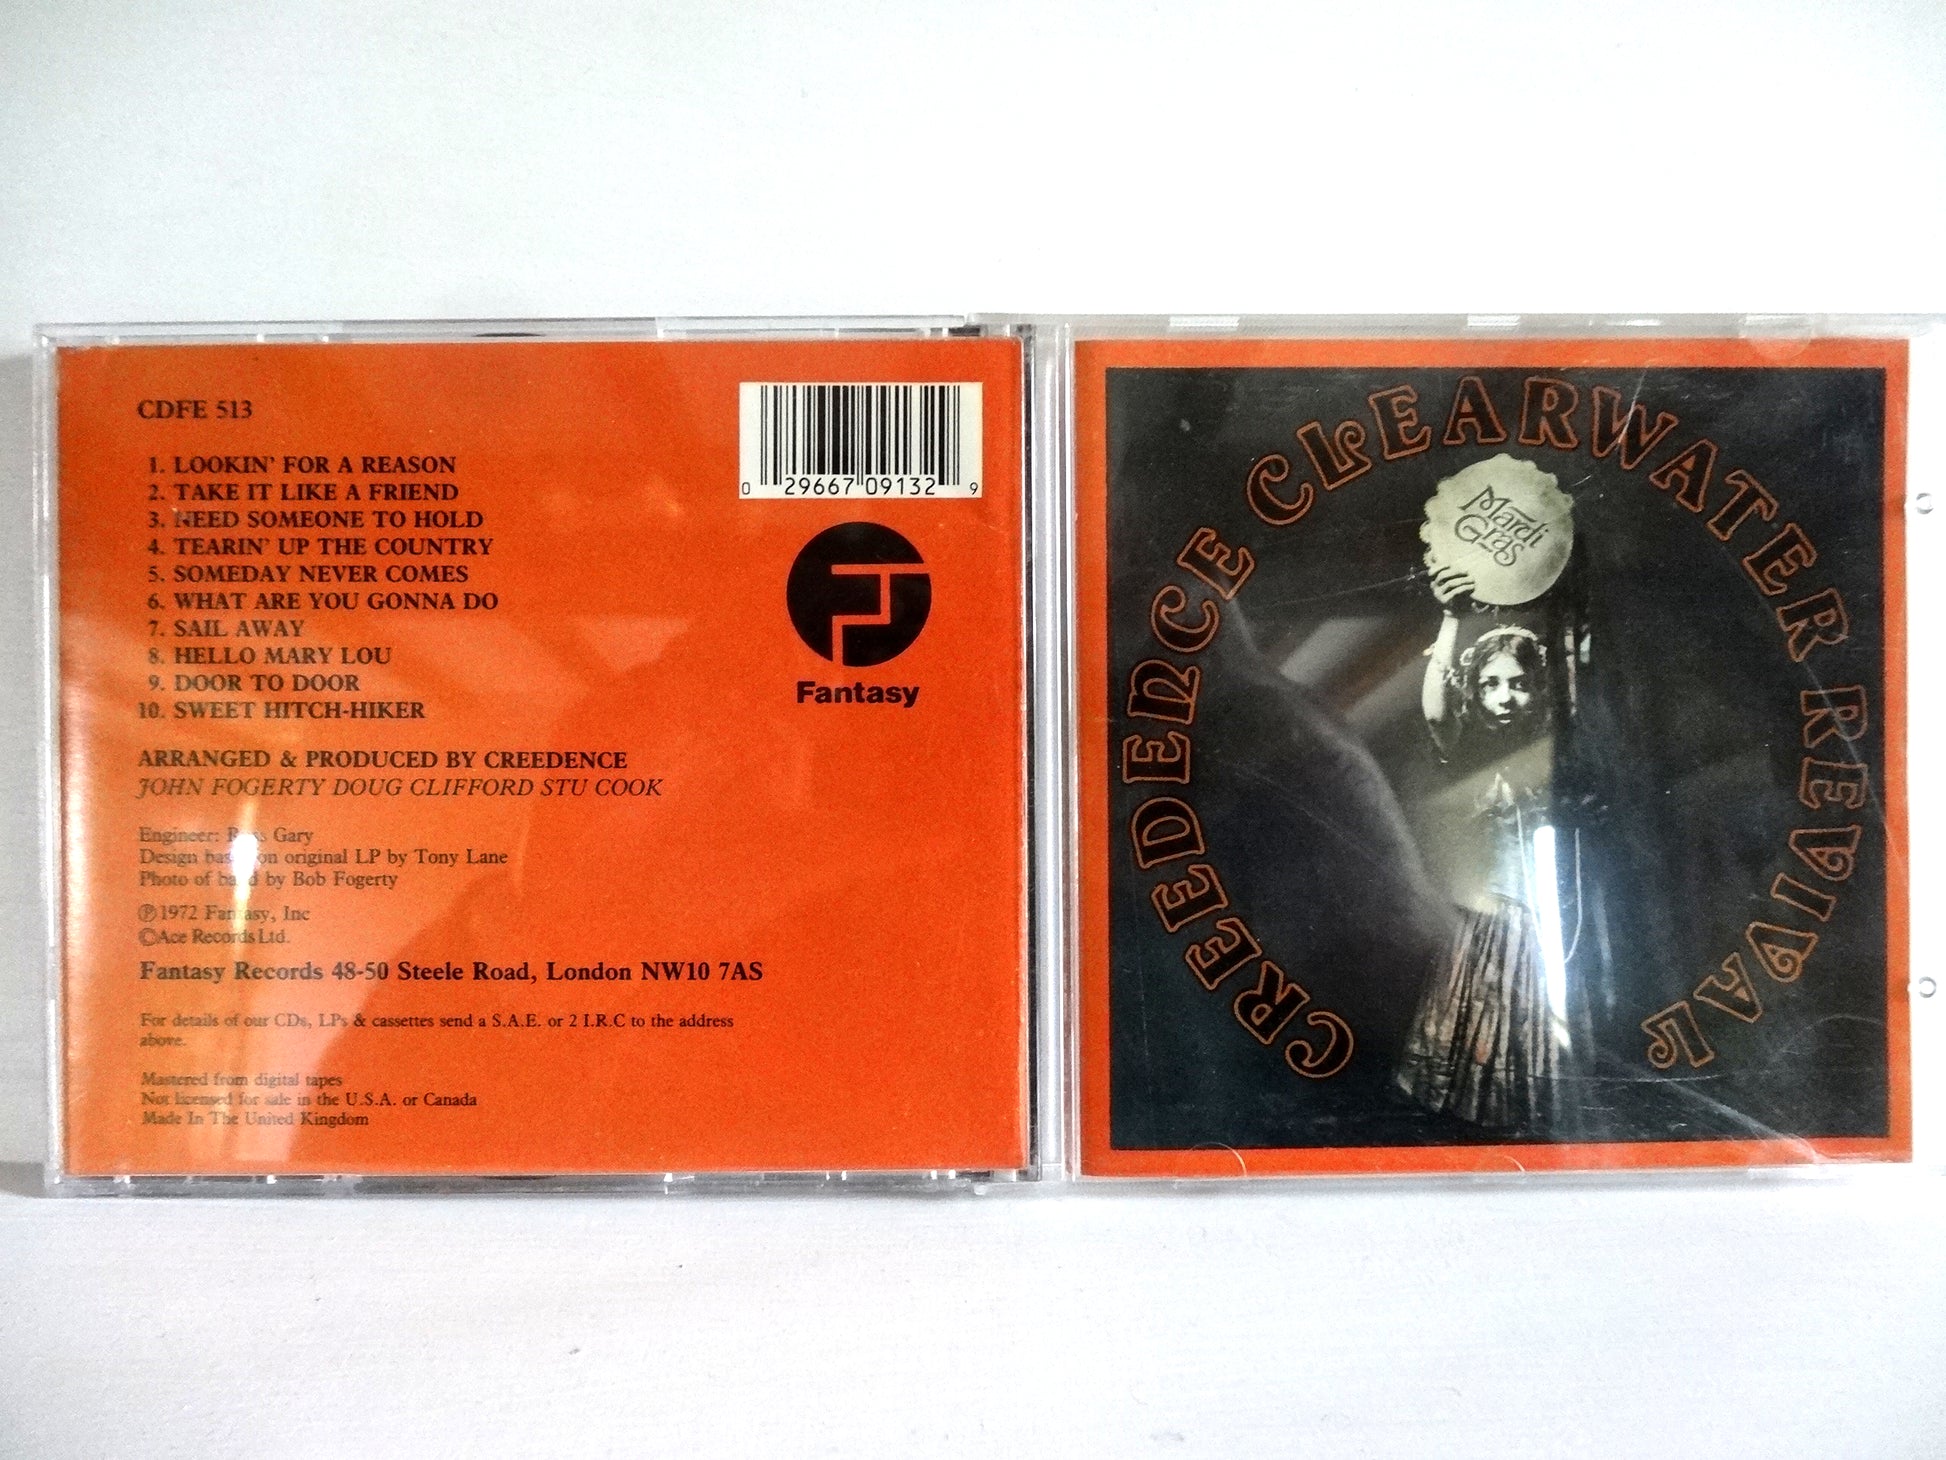 CDFE 513
1. LOOKIN' FOR A REASON
2. TAKE IT LIKE A FRIEND
3. NEED SOMEONE TO HOLD
4. TEARIN' UP THE COUNTRY
5. SOMEDAY NEVER COMES
6. WHAT ARE YOU GONNA DO
7. SAIL AWAY
8. HELLO MARY LOU
9. DOOR TO DOOR
10. SWEET HITCH-HIKER
ARRANGED & PRODUCED BY CREEDENCE
JOHN FOGERTY DOUG CLIFFORD STU COOK
Engineer: Russ Gary
Design based on original LP by Tony Lane
Photo of band by Bob Fogerty
℗1972 Fantasy, Inc
©Ace Records Ltd.
Fantasy Records 48-50 Steele Road, London NW10 7AS
For details of our CDs, LPs & cassettes send a S.A.E. or 2 I.R.C to the address
above.
Mastered from digital tapes
Not licensed for sale in the U.S.A. or Canada
Made In The United Kingdom
0 29667 09132 9
Fantasy
CREEDENCE CLEARWATER REVIVAL
Mardi
Gras